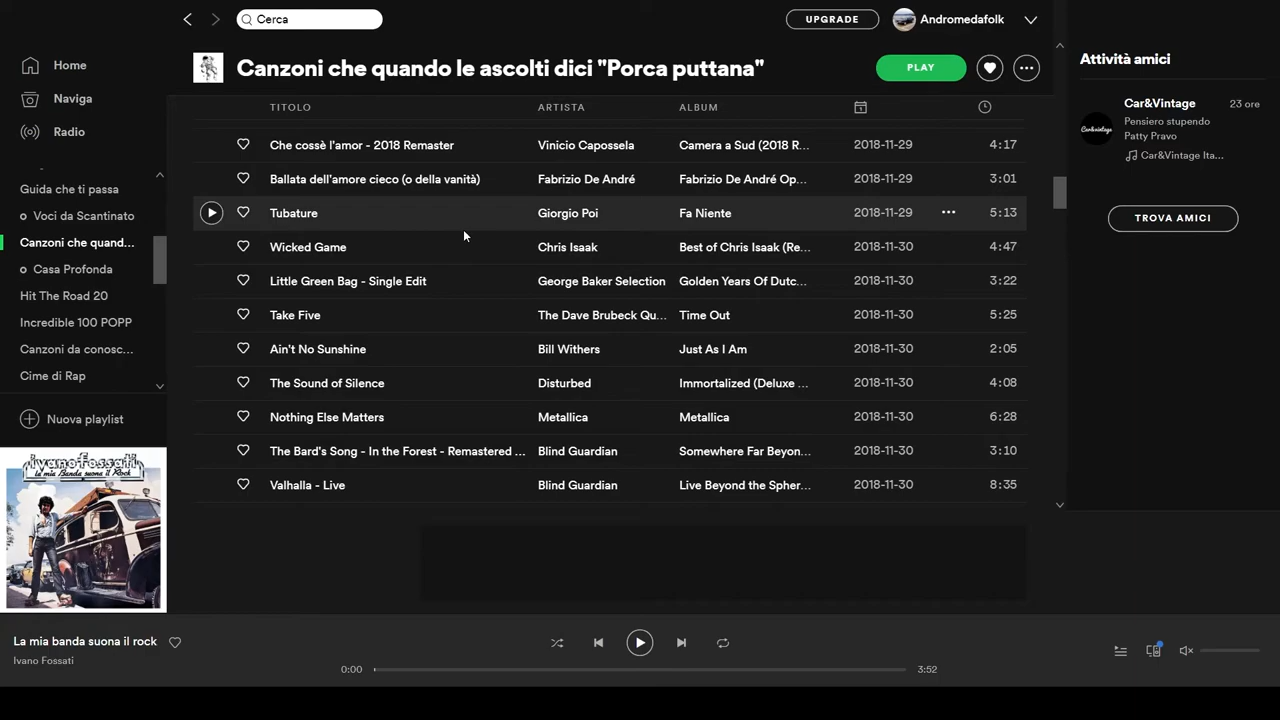 Cerca
UPGRADE
Andromedafolk
Home
Naviga
Radio
Guida che ti passa
Voci da Scantinato
Canzoni che quand...
Casa Profonda
Hit The Road 20
Incredible 100 POPP
Canzoni da conosc...
Cime di Rap
Nuova playlist
ivano fossati
la mia banda suona il rock
Canzoni che quando le ascolti dici "Porca puttana"
PLAY
TITOLO ARTISTA ALBUM
Che cossè l'amor - 2018 Remaster Vinicio Capossela Camera a Sud (2018 R... 2018-11-29 4:17
Ballata dell'amore cieco (o della vanità) Fabrizio De André Fabrizio De André Op... 2018-11-29 3:01
Tubature Giorgio Poi Fa Niente 2018-11-29 5:13
Wicked Game Chris Isaak Best of Chris Isaak (Re... 2018-11-30 4:47
Little Green Bag - Single Edit George Baker Selection Golden Years Of Dutc... 2018-11-30 3:22
Take Five The Dave Brubeck Qu... Time Out 2018-11-30 5:25
Ain't No Sunshine Bill Withers Just As I Am 2018-11-30 2:05
The Sound of Silence Disturbed Immortalized (Deluxe ... 2018-11-30 4:08
Nothing Else Matters Metallica Metallica 2018-11-30 6:28
The Bard's Song - In the Forest - Remastered ... Blind Guardian Somewhere Far Beyon... 2018-11-30 3:10
Valhalla - Live Blind Guardian Live Beyond the Spher... 2018-11-30 8:35
Attività amici
Car&Vintage
Car&Vintage 23 ore
Pensiero stupendo
Patty Pravo
Car&Vintage Ita...
TROVA AMICI
La mia banda suona il rock
Ivano Fossati
0:00 3:52